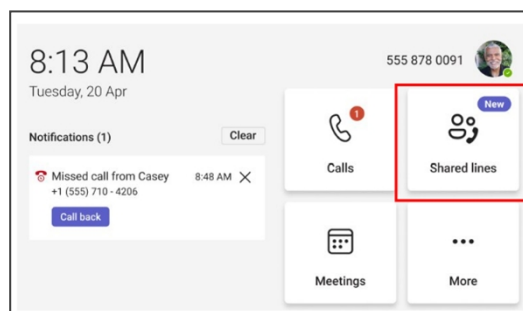 8:13 AM
Tuesday, 20 Apr
555 878 0091
Notifications (1)
Clear
Missed call from Casey 8:48 AM
+1 (555) 710 - 4206
Call back
1
Calls
New
Shared lines
Meetings
More